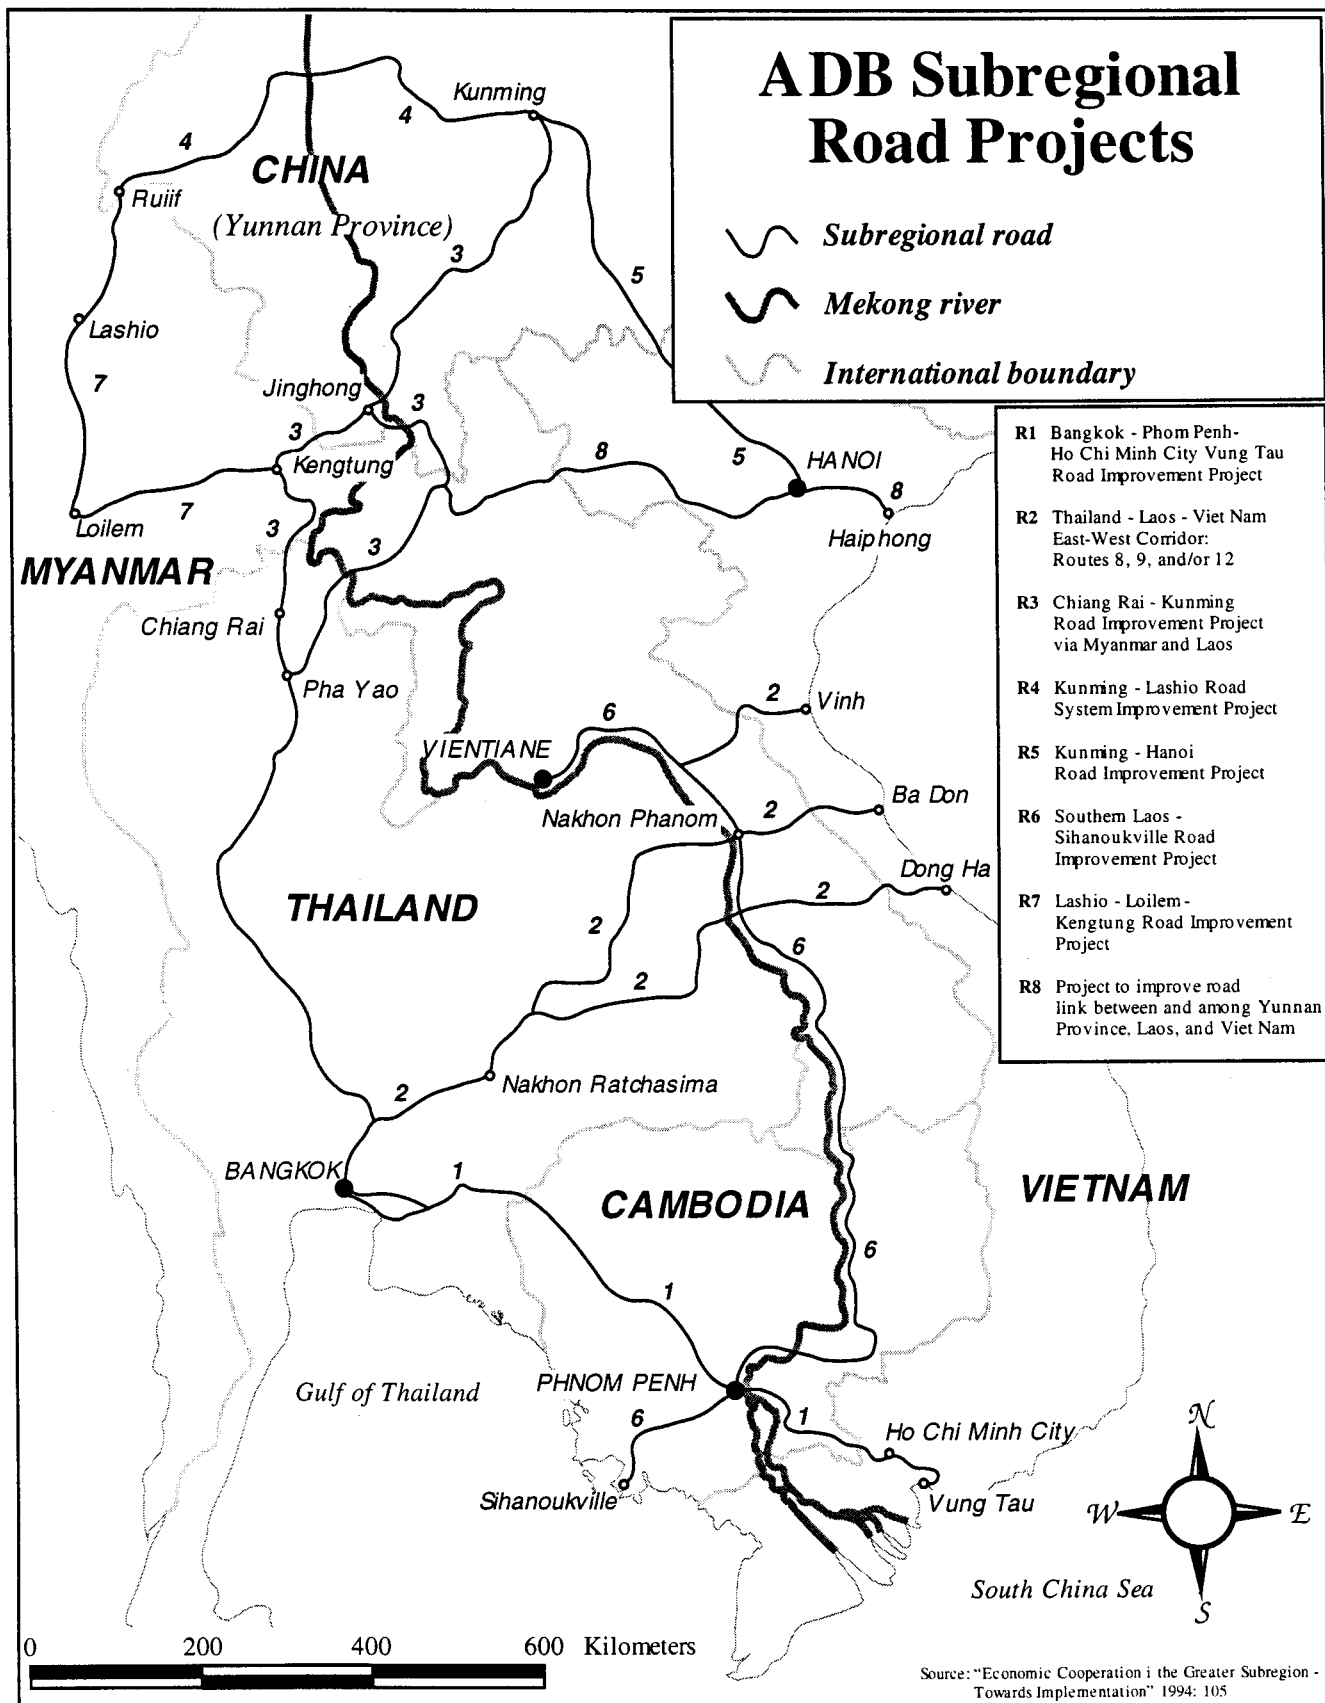 ADB Subregional
Road Projects
Subregional road
Mekong river
International boundary
R1 Bangkok - Phom Penh-
Ho Chi Minh City Vung Tau
Road Improvement Project
R2 Thailand - Laos - Viet Nam
East-West Corridor:
Routes 8, 9, and/or 12
R3 Chiang Rai - Kunming
Road Improvement Project
via Myanmar and Laos
R4 Kunming - Lashio Road
System Improvement Project
R5 Kunming - Hanoi
Road Improvement Project
R6 Southern Laos -
Sihanoukville Road
Improvement Project
R7 Lashio - Loilem-
Kengtung Road Improvement
Project
R8 Project to improve road
link between and among Yunnan
Province, Laos, and Viet Nam
Kunming
4
4
CHINA
Ruiif
(Yunnan Province)
3
5
Lashio
7
Jinghong
3
3
8
5
HANOI
Kengtung
7
8
Loilem
3
3
Haiphong
MYANMAR
Chiang Rai
Pha Yao
2
Vinh
6
VIENTIANE
Ba Don
Nakhon Phanom
2
Dong Ha
THAILAND
2
2
6
2
Nakhon Ratchasima
2
BANGKOK
1
CAMBODIA
VIETNAM
6
1
PHNOM PENH
Gulf of Thailand
6
1
Ho Chi Minh City
Sihanoukville
Vung Tau
N
W
E
S
South China Sea
0 200 400 600 Kilometers
Source: "Economic Cooperation i the Greater Subregion -
Towards Implementation" 1994: 105